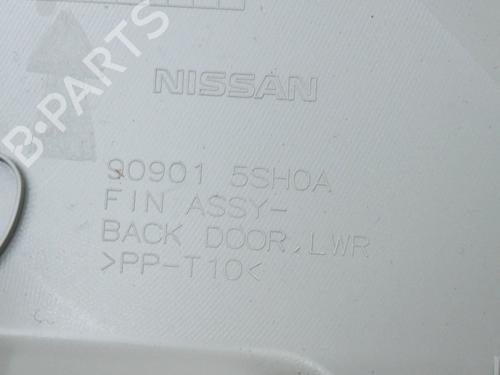 B-PARTS
NISSAN
90901 5SH0A
FIN ASSY-
BACK DOOR,LWR
>PP-T10<